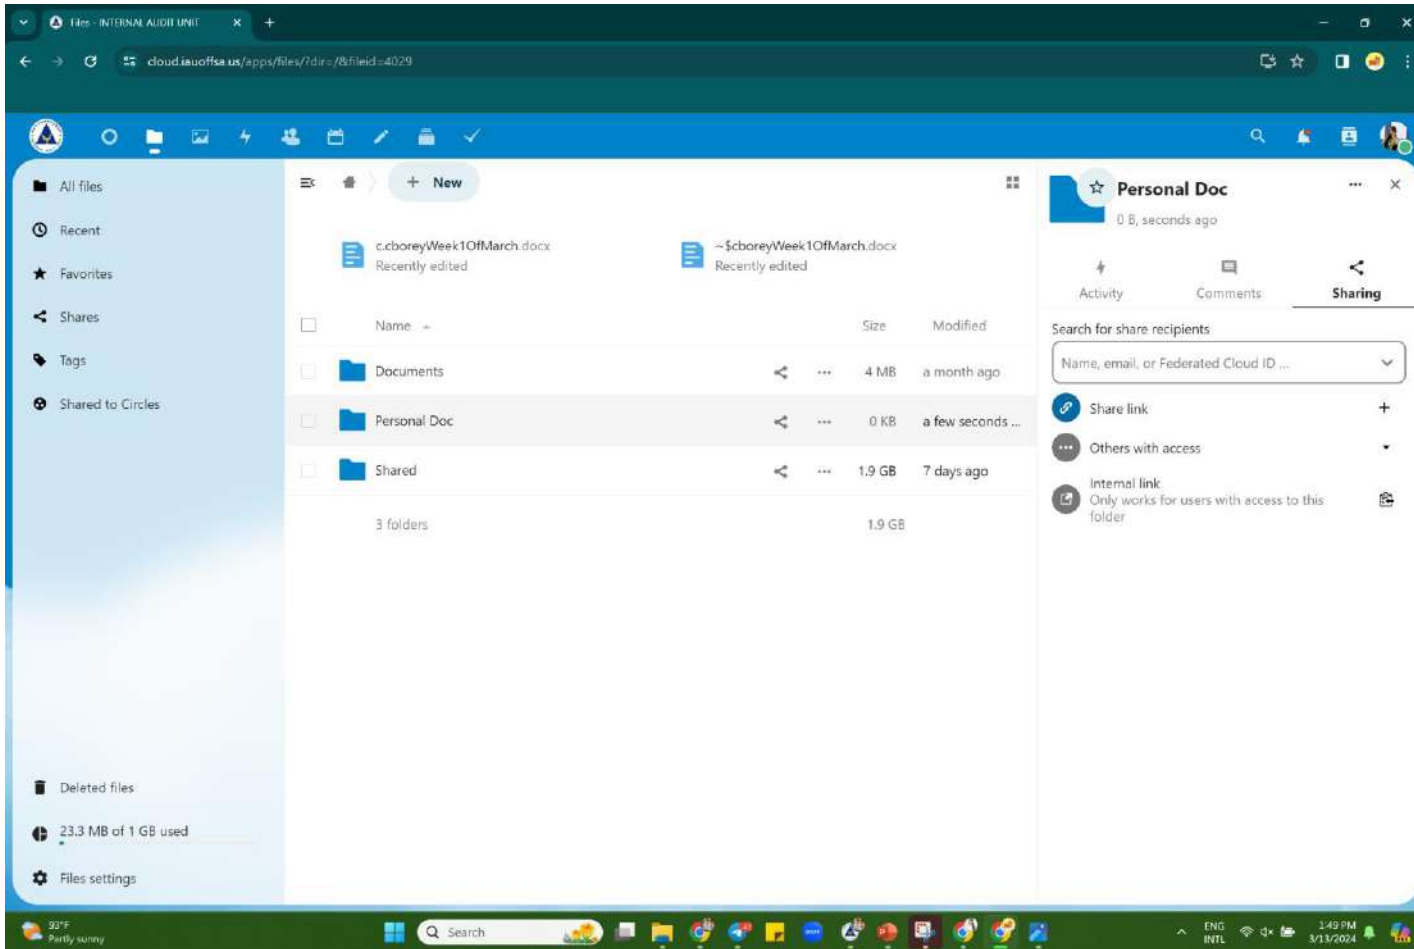 Files - INTERNAL AUDIT UNIT
cloud.iauoffsa.us/apps/files/?dir=/&fileid=4029
All files
Recent
Favorites
Shares
Tags
Shared to Circles
Deleted files
23.3 MB of 1 GB used
Files settings
+ New
c.cboreyWeek1OfMarch.docx
Recently edited
~$cboreyWeek1OfMarch.docx
Recently edited
Name Size Modified
Documents 4 MB a month ago
Personal Doc 0 KB a few seconds ...
Shared 1.9 GB 7 days ago
3 folders 1.9 GB
Personal Doc
0 B, seconds ago
Activity Comments Sharing
Search for share recipients
Name, email, or Federated Cloud ID ...
Share link
Others with access
Internal link
Only works for users with access to this
folder
93°F
Partly sunny
Search
ENG
INTL
1:49 PM
3/13/2024